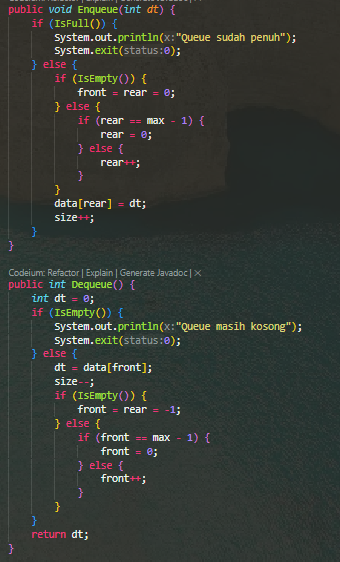 public void Enqueue(int dt) {
    if (IsFull()) {
        System.out.println(x:"Queue sudah penuh");
        System.exit(status:0);
    } else {
        if (IsEmpty()) {
            front = rear = 0;
        } else {
            if (rear == max - 1) {
                rear = 0;
            } else {
                rear++;
            }
        }
        data[rear] = dt;
        size++;
    }
}
Codeium: Refactor | Explain | Generate Javadoc | ×
public int Dequeue() {
    int dt = 0;
    if (IsEmpty()) {
        System.out.println(x:"Queue masih kosong");
        System.exit(status:0);
    } else {
        dt = data[front];
        size--;
        if (IsEmpty()) {
            front = rear = -1;
        } else {
            if (front == max - 1) {
                front = 0;
            } else {
                front++;
            }
        }
    }
    return dt;
}